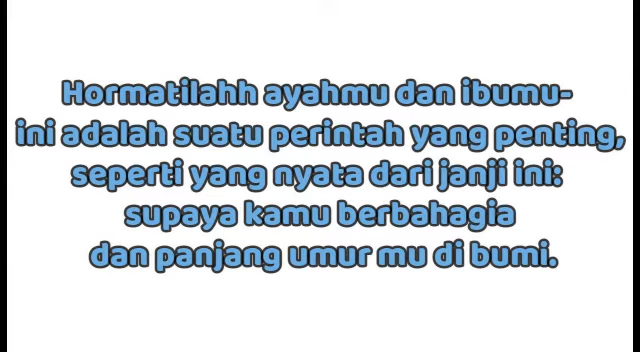 Hormatilahh ayahmu dan ibumu-
ini adalah suatu perintah yang penting,
seperti yang nyata dari janji ini:
supaya kamu berbahagia
dan panjang umur mu di bumi.